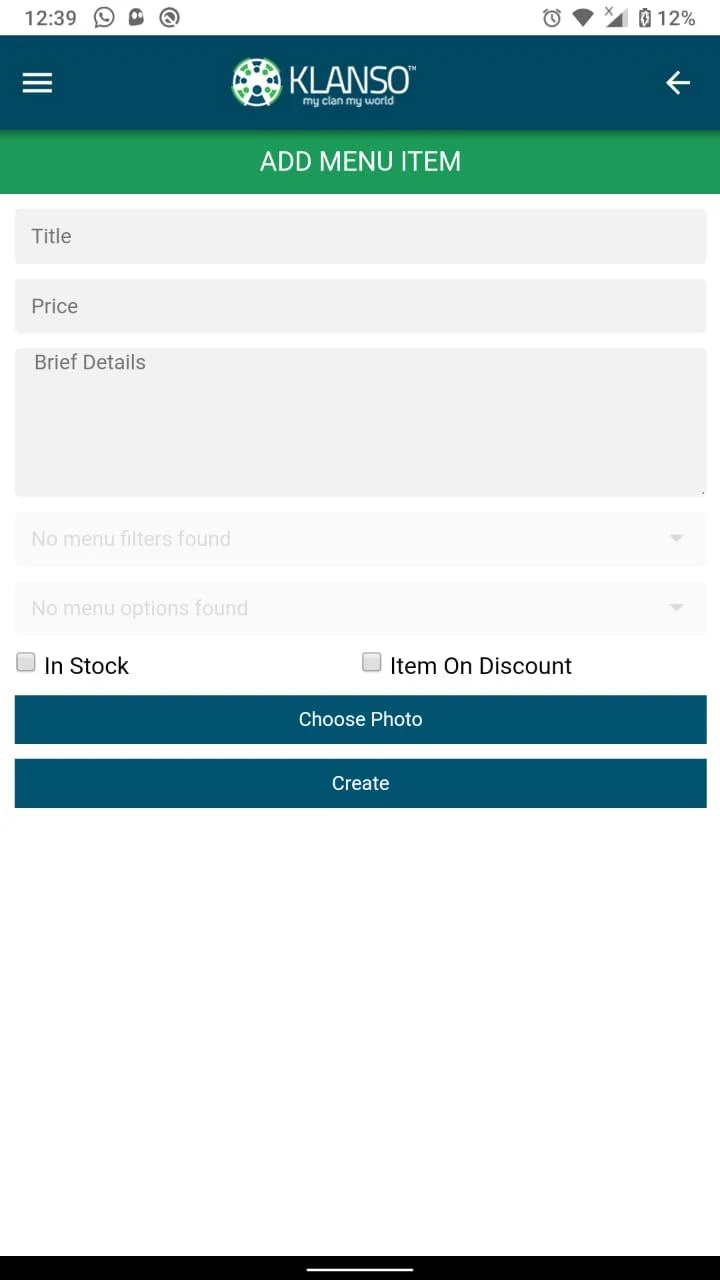 12:39 12%
KLANSO™
my clan my world
ADD MENU ITEM
Title
Price
Brief Details
No menu filters found
No menu options found
In Stock Item On Discount
Choose Photo
Create